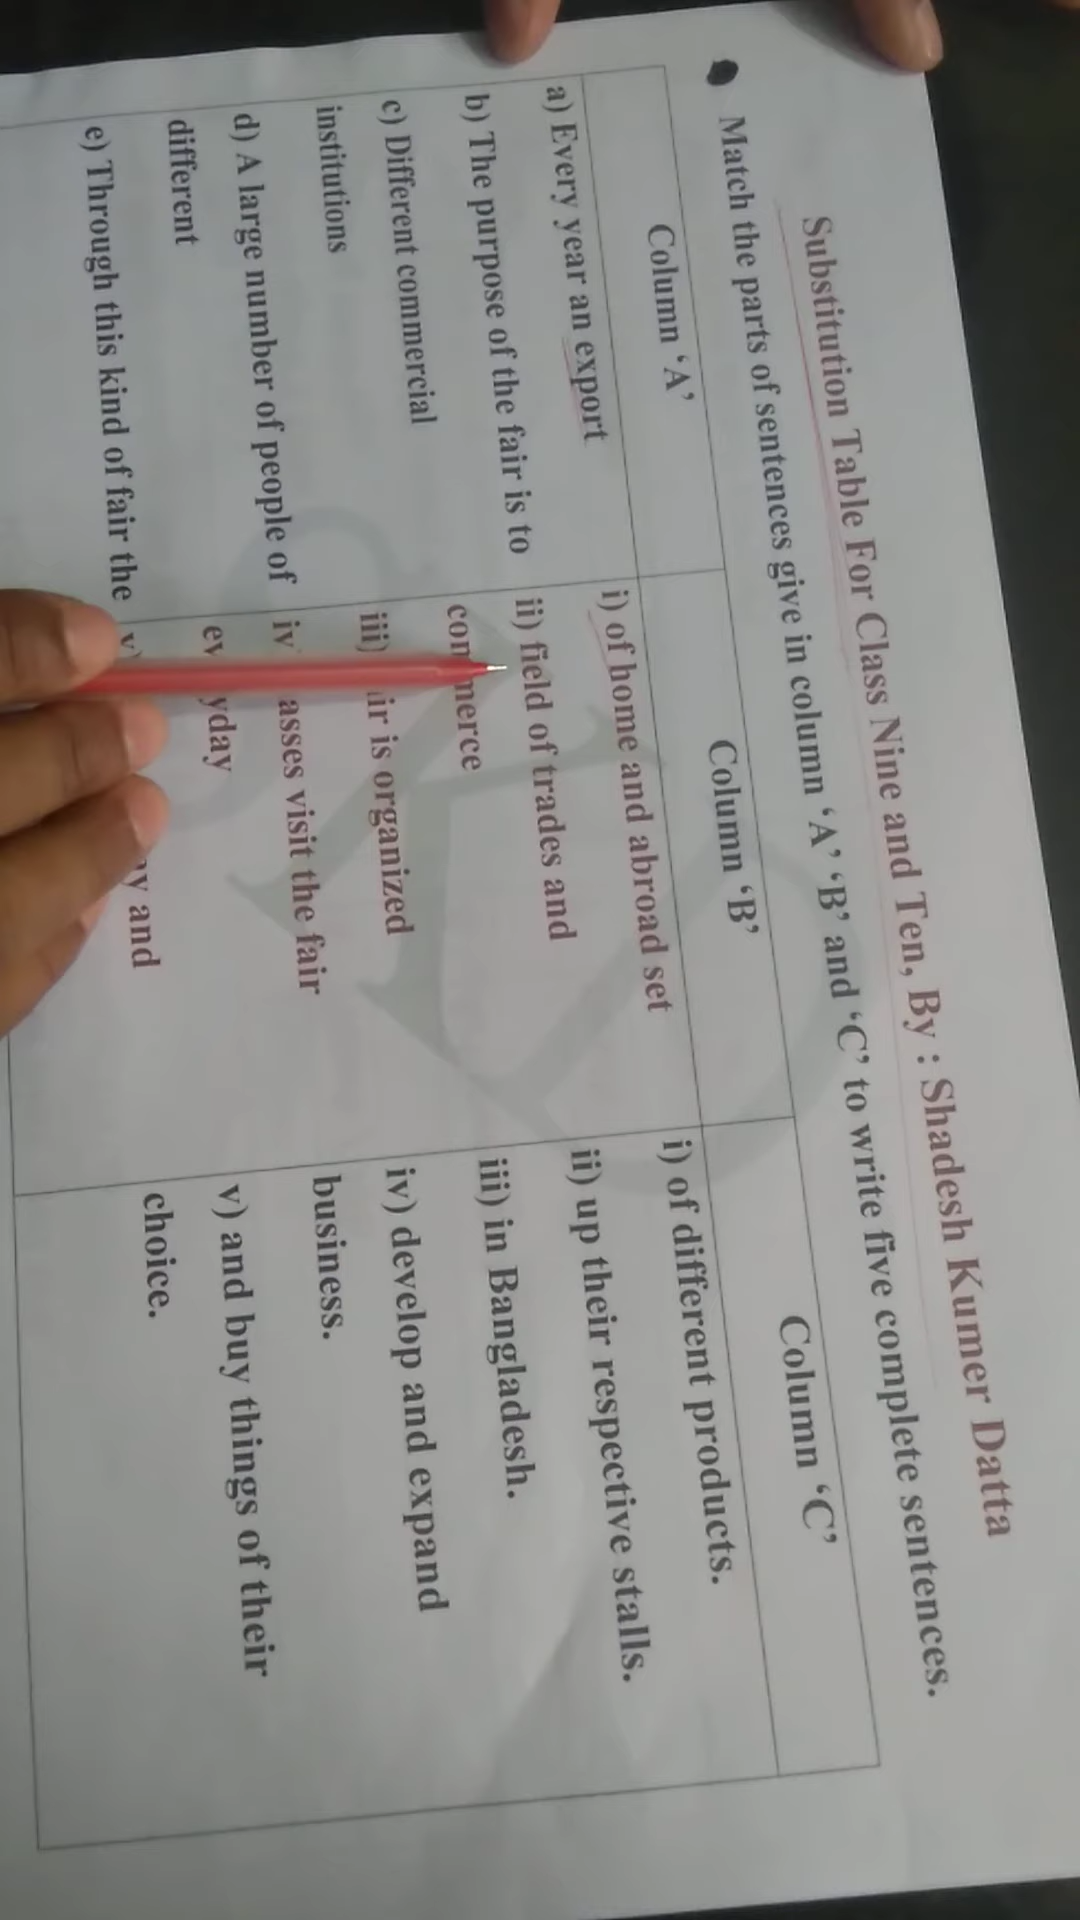 Substitution Table For Class Nine and Ten, By : Shadesh Kumer Datta
Match the parts of sentences give in column ‘A’ ‘B’ and ‘C’ to write five complete sentences.
Column ‘A’
a) Every year an export
b) The purpose of the fair is to
c) Different commercial
institutions
d) A large number of people of
different
e) Through this kind of fair the
Column ‘B’
i) of home and abroad set
ii) field of trades and
commerce
iii) is organized
iv visit the fair
and
Column ‘C’
i) of different products.
ii) up their respective stalls.
iii) in Bangladesh.
iv) develop and expand
business.
v) and buy things of their
choice.